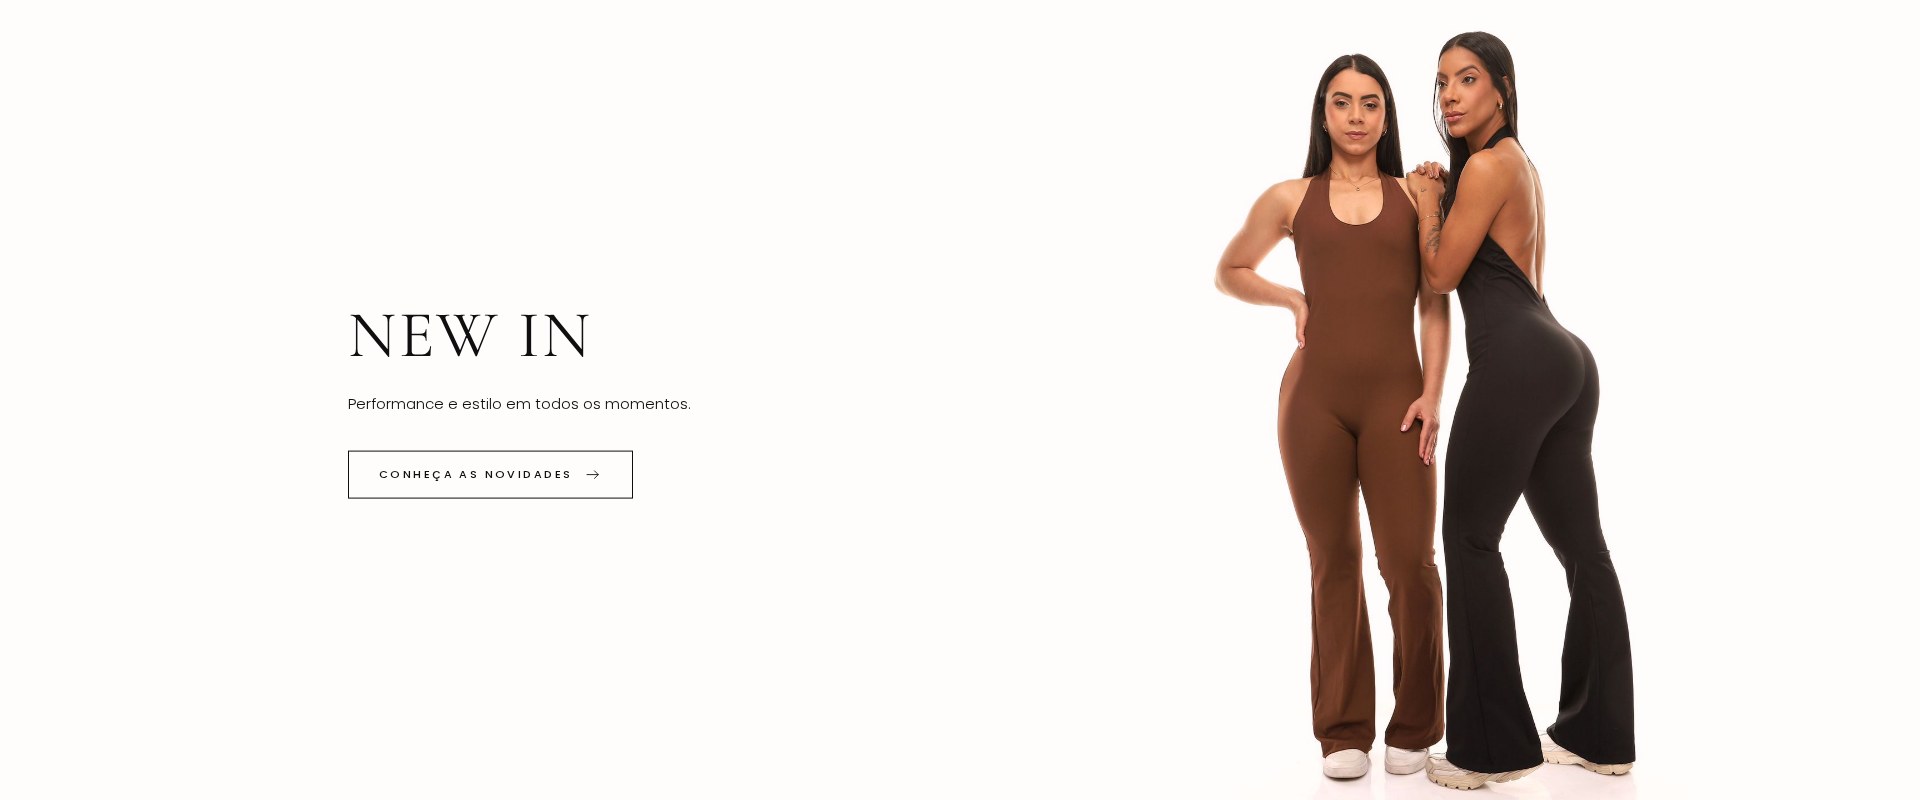 NEW IN
Performance e estilo em todos os momentos.
CONHEÇA AS NOVIDADES →